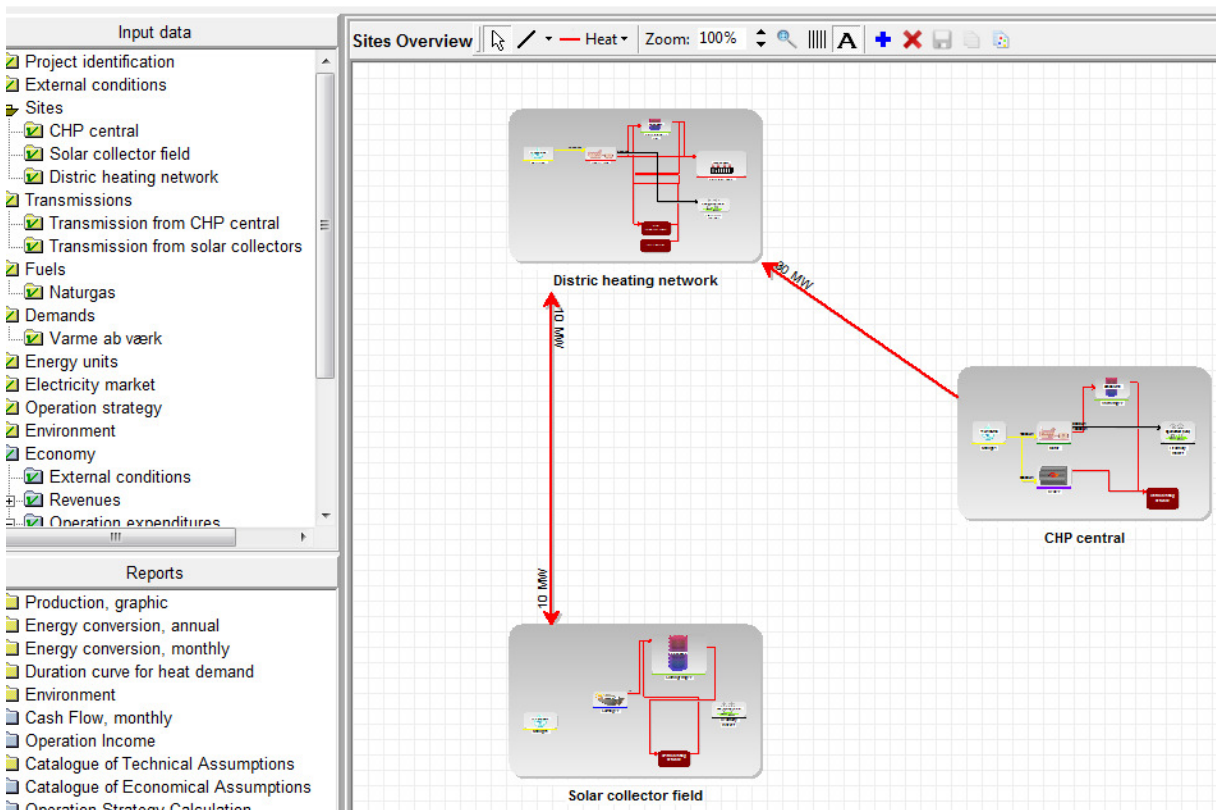 Input data
Project identification
External conditions
Sites
CHP central
Solar collector field
Distric heating network
Transmissions
Transmission from CHP central
Transmission from solar collectors
Fuels
Naturgas
Demands
Varme ab værk
Energy units
Electricity market
Operation strategy
Environment
Economy
External conditions
Revenues
Operation expenditures
Reports
Production, graphic
Energy conversion, annual
Energy conversion, monthly
Duration curve for heat demand
Environment
Cash Flow, monthly
Operation Income
Catalogue of Technical Assumptions
Catalogue of Economical Assumptions
Operation Strategy Calculation
Sites Overview Heat Zoom: 100% A
Distric heating network
30 MW
10 MW
CHP central
10 MW
Solar collector field